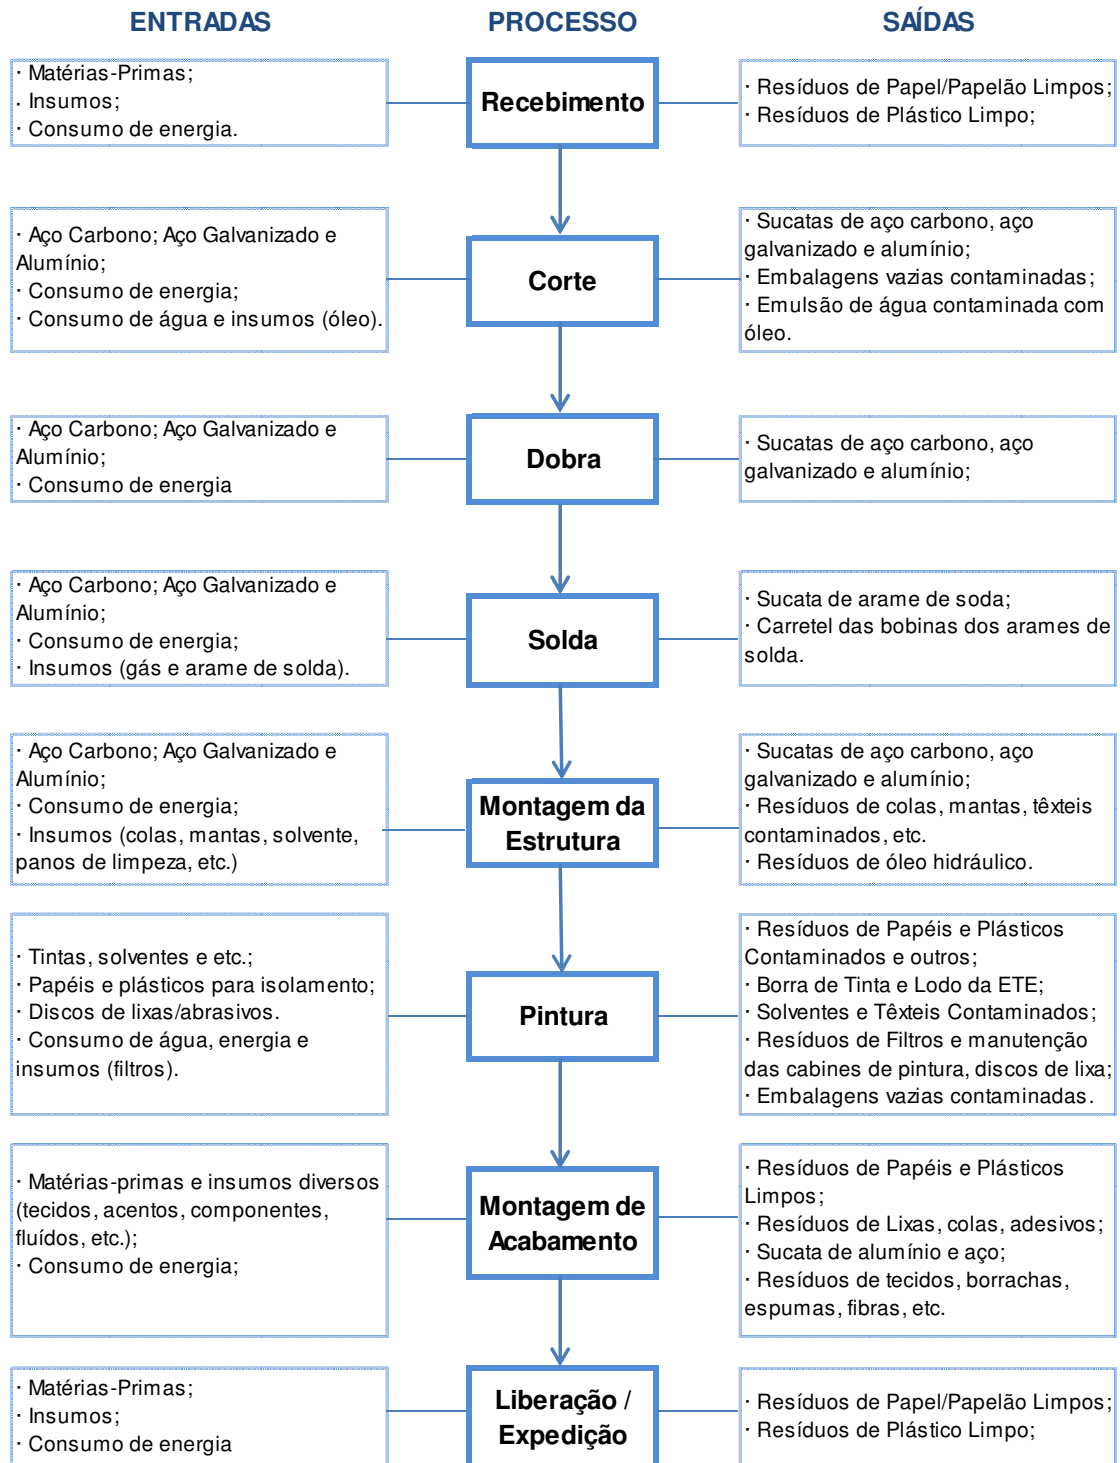 ENTRADAS PROCESSO SAÍDAS
· Matérias-Primas;
· Insumos;
· Consumo de energia.
Recebimento
· Resíduos de Papel/Papelão Limpos;
· Resíduos de Plástico Limpo;
· Aço Carbono; Aço Galvanizado e
Alumínio;
· Consumo de energia;
· Consumo de água e insumos (óleo).
Corte
· Sucatas de aço carbono, aço
galvanizado e alumínio;
· Embalagens vazias contaminadas;
· Emulsão de água contaminada com
óleo.
· Aço Carbono; Aço Galvanizado e
Alumínio;
· Consumo de energia
Dobra
· Sucatas de aço carbono, aço
galvanizado e alumínio;
· Aço Carbono; Aço Galvanizado e
Alumínio;
· Consumo de energia;
· Insumos (gás e arame de solda).
Solda
· Sucata de arame de soda;
· Carretel das bobinas dos arames de
solda.
· Aço Carbono; Aço Galvanizado e
Alumínio;
· Consumo de energia;
· Insumos (colas, mantas, solvente,
panos de limpeza, etc.)
Montagem da
Estrutura
· Sucatas de aço carbono, aço
galvanizado e alumínio;
· Resíduos de colas, mantas, têxteis
contaminados, etc.
· Resíduos de óleo hidráulico.
· Tintas, solventes e etc.;
· Papéis e plásticos para isolamento;
· Discos de lixas/abrasivos.
· Consumo de água, energia e
insumos (filtros).
Pintura
· Resíduos de Papéis e Plásticos
Contaminados e outros;
· Borra de Tinta e Lodo da ETE;
· Solventes e Têxteis Contaminados;
· Resíduos de Filtros e manutenção
das cabines de pintura, discos de lixa;
· Embalagens vazias contaminadas.
· Matérias-primas e insumos diversos
(tecidos, acentos, componentes,
fluídos, etc.);
· Consumo de energia;
Montagem de
Acabamento
· Resíduos de Papéis e Plásticos
Limpos;
· Resíduos de Lixas, colas, adesivos;
· Sucata de alumínio e aço;
· Resíduos de tecidos, borrachas,
espumas, fibras, etc.
· Matérias-Primas;
· Insumos;
· Consumo de energia
Liberação /
Expedição
· Resíduos de Papel/Papelão Limpos;
· Resíduos de Plástico Limpo;